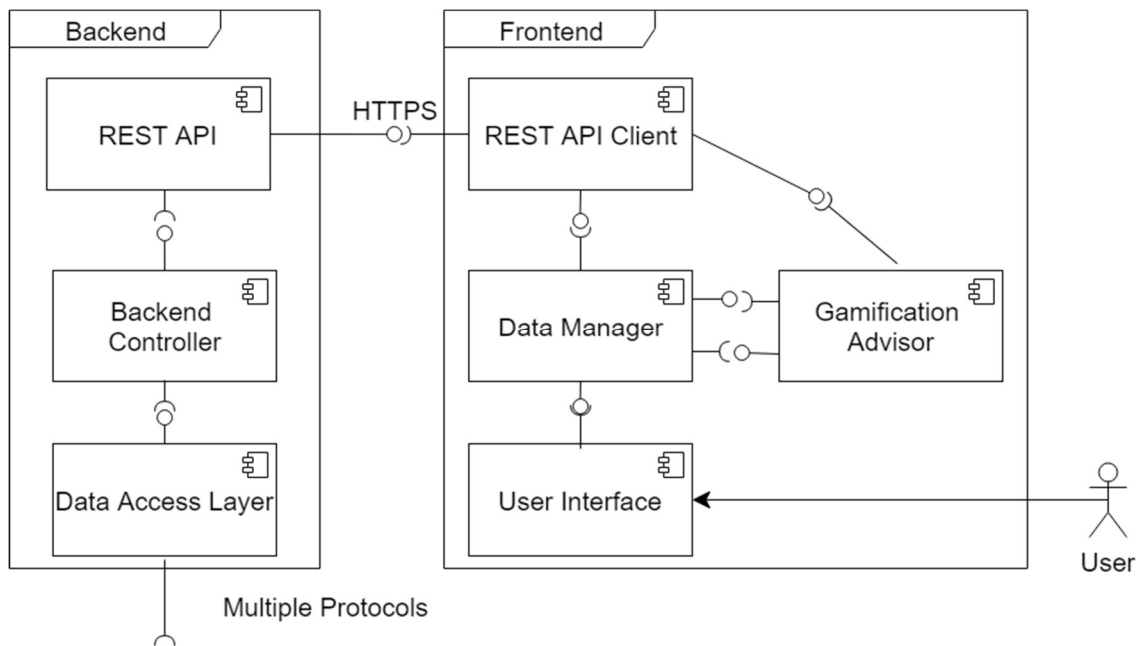 Backend
Frontend
REST API
HTTPS
REST API Client
Backend
Controller
Data Manager
Gamification
Advisor
Data Access Layer
User Interface
User
Multiple Protocols